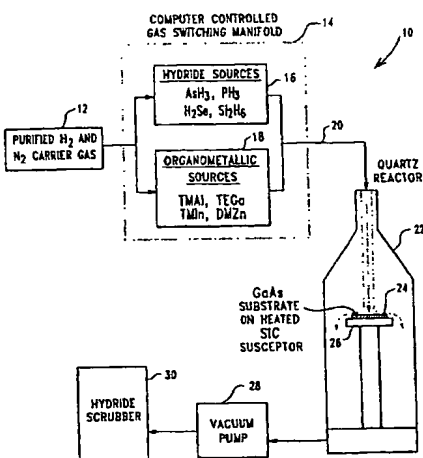 COMPUTER CONTROLLED
GAS SWITCHING MANIFOLD
14
10
HYDRIDE SOURCES
AsH3, PH3
H2Se, SI2H6
16
12
PURIFIED H2 AND
N2 CARRIER GAS
18
ORGANOMETALLIC
SOURCES
TMAl, TEGa
TMIn, DMZn
20
QUARTZ
REACTOR
22
24
GaAs
SUBSTRATE
ON HEATED
SIC
SUSCEPTOR
26
30
HYDRIDE
SCRUBBER
28
VACUUM
PUMP